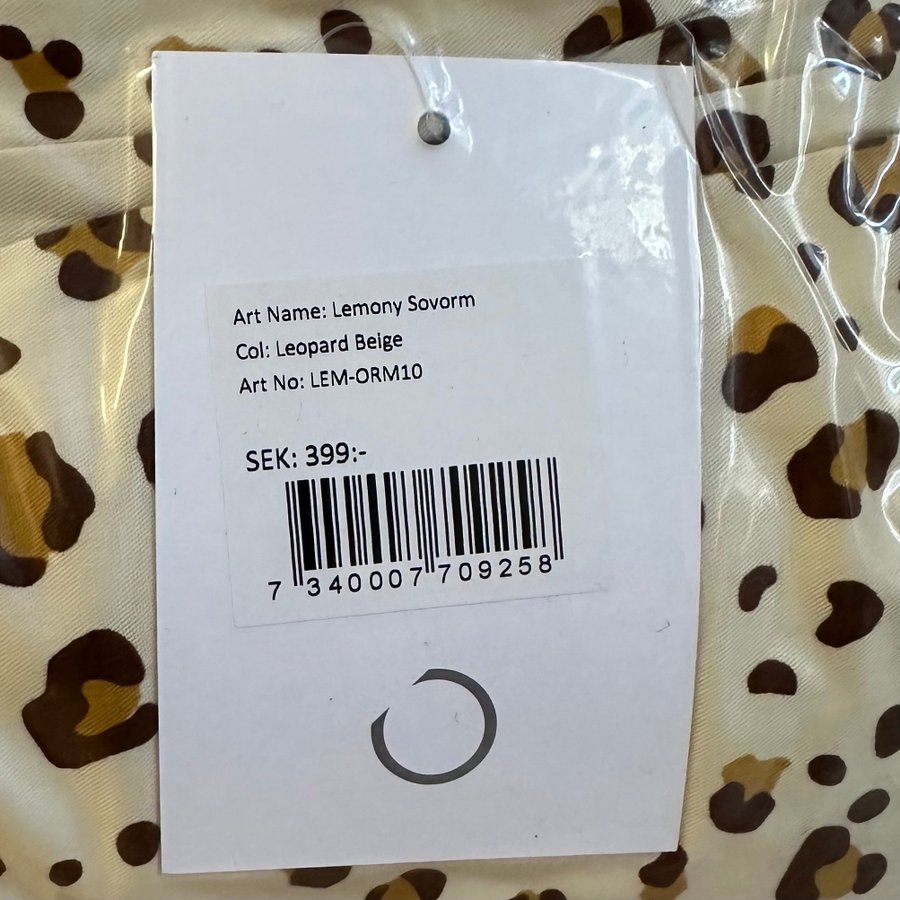 Art Name: Lemony Sovorm
Col: Leopard Beige
Art No: LEM-ORM10
SEK: 399:-
7 340007 709258